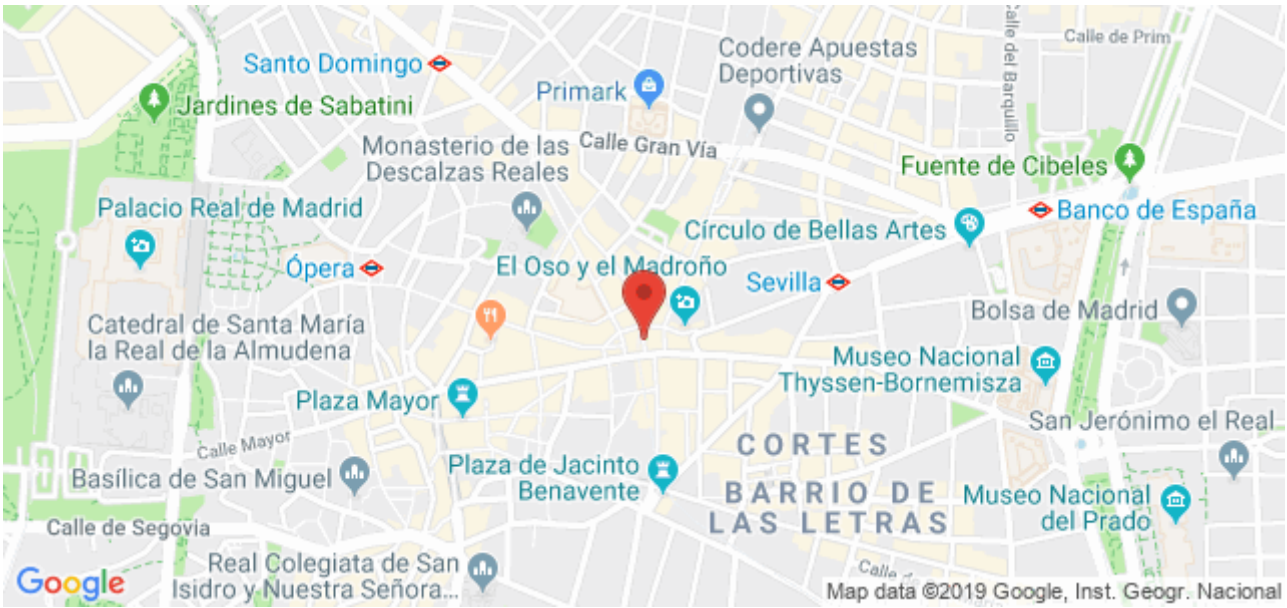 Calle de Prim
Codere Apuestas
Deportivas
Santo Domingo
Primark
Calle del Barquillo
Jardines de Sabatini
Monasterio de las
Descalzas Reales
Calle Gran Vía
Fuente de Cibeles
Palacio Real de Madrid
Banco de España
Círculo de Bellas Artes
Ópera
El Oso y el Madroño
Sevilla
Bolsa de Madrid
Catedral de Santa María
la Real de la Almudena
Museo Nacional
Thyssen-Bornemisza
Plaza Mayor
San Jerónimo el Real
Calle Mayor
CORTES
Basílica de San Miguel
Plaza de Jacinto
Benavente
BARRIO DE
LAS LETRAS
Museo Nacional
del Prado
Calle de Segovia
Real Colegiata de San
Isidro y Nuestra Señora...
Calle
Google
Map data ©2019 Google, Inst. Geogr. Nacional